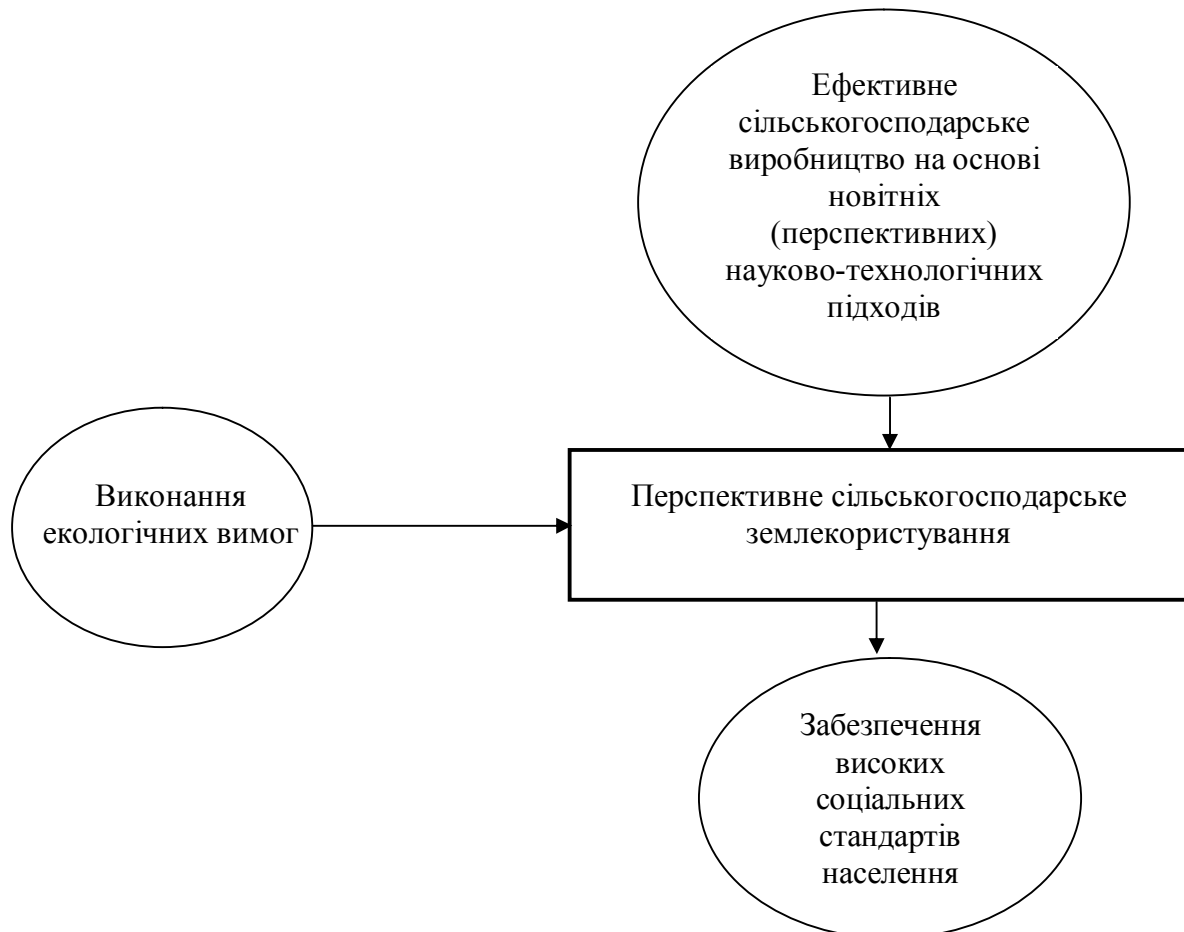 Ефективне
сільськогосподарське
виробництво на основі
новітніх
(перспективних)
науково-технологічних
підходів
Виконання
екологічних вимог
Перспективне сільськогосподарське
землекористування
Забезпечення
високих
соціальних
стандартів
населення